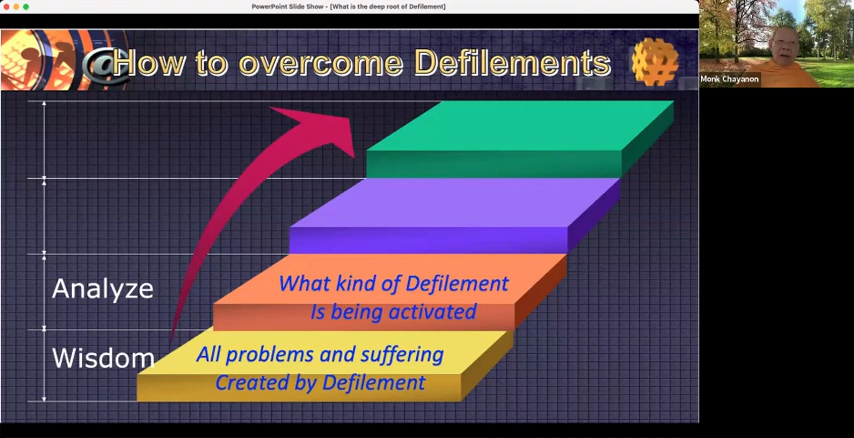 PowerPoint Slide Show - [What is the deep root of Defilement]
@How to overcome Defilements
Monk Chayanon
Analyze
What kind of Defilement
Is being activated
Wisdom
All problems and suffering
Created by Defilement